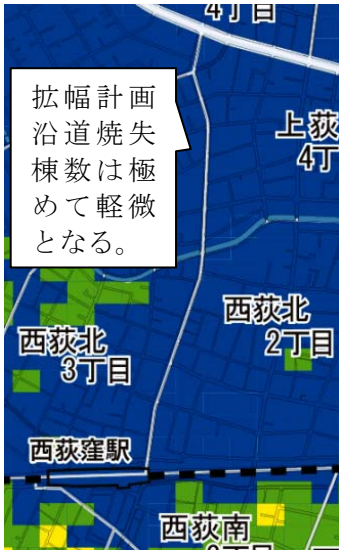 4丁目
拡幅計画
沿道焼失
棟数は極
めて軽微
となる。
上荻
4丁
西荻北
2丁目
西荻北
3丁目
西荻窪駅
西荻南